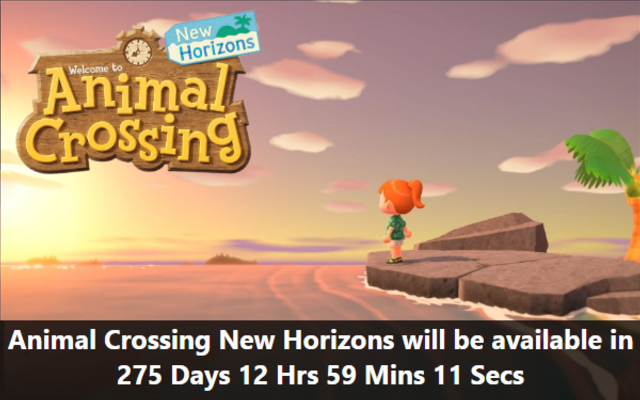 New
Horizons
Welcome to
Animal
Crossing
Animal Crossing New Horizons will be available in
275 Days 12 Hrs 59 Mins 11 Secs